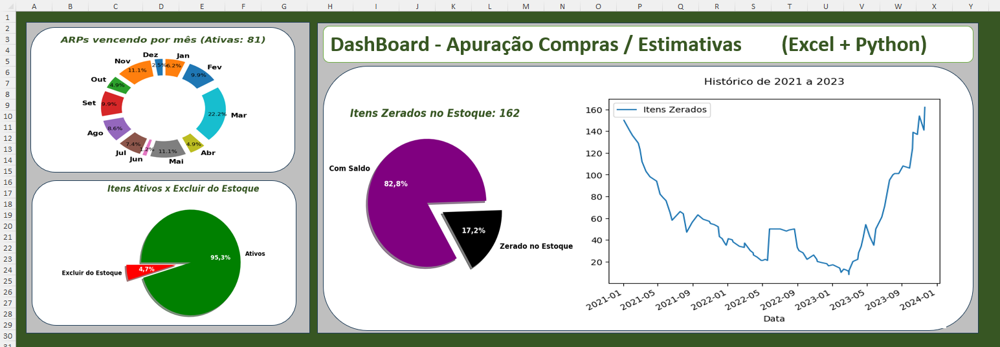 A B C D E F G H I J K L M N O P Q R S T U V W X Y
1
2
3
4
5
6
7
8
9
10
11
12
13
14
15
16
17
18
19
20
21
22
23
24
25
26
27
28
29
30
31
ARPs vencendo por mês (Ativas: 81)
Dez
2.5%
Jan
6.2%
Fev
9.9%
Mar
22.2%
Abr
4.9%
Mai
11.1%
Jun
1.2%
Jul
7.4%
Ago
8.6%
Set
9.9%
Out
4.9%
Nov
11.1%
Itens Ativos x Excluir do Estoque
95,3%
Ativos
4,7%
Excluir do Estoque
DashBoard - Apuração Compras / Estimativas (Excel + Python)
Itens Zerados no Estoque: 162
Com Saldo
82,8%
17,2%
Zerado no Estoque
Histórico de 2021 a 2023
Itens Zerados
160
140
120
100
80
60
40
20
2021-01
2021-05
2021-09
2022-01
2022-05
2022-09
2023-01
2023-05
2023-09
2024-01
Data